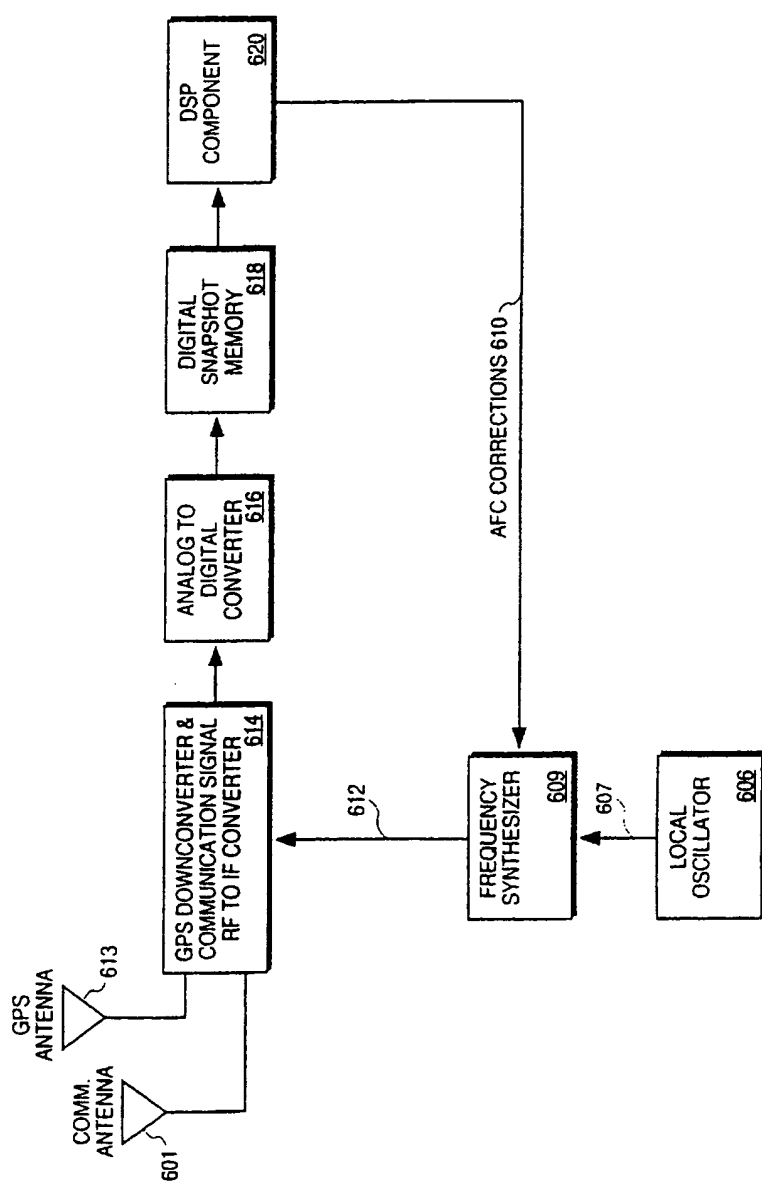 GPS
ANTENNA
613
COMM.
ANTENNA
601
GPS DOWNCONVERTER &
COMMUNICATION SIGNAL
RF TO IF CONVERTER
614
ANALOG TO
DIGITAL
CONVERTER
616
DIGITAL
SNAPSHOT
MEMORY
618
DSP
COMPONENT
620
612
AFC CORRECTIONS 610
FREQUENCY
SYNTHESIZER
609
607
LOCAL
OSCILLATOR
606